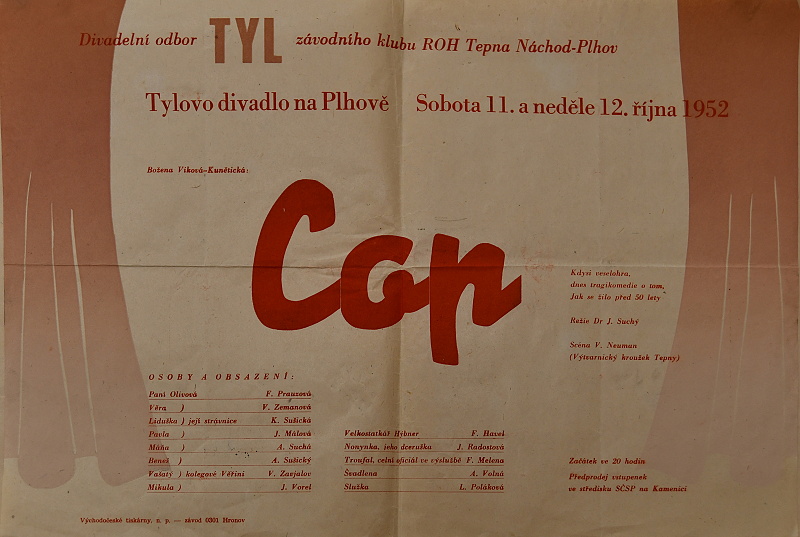 Divadelní odbor TYL závodního klubu ROH Tepna Náchod-Plhov
Tylovo divadlo na Plhově Sobota 11. a neděle 12. října 1952
Božena Viková-Kunětická:
Cop
Kdysi veselohra,
dnes tragikomedie o tom,
Jak se žilo před 50 lety
Režie Dr J. Suchý
Scéna V. Neuman
(Výtvarnický kroužek Tepny)
OSOBY A OBSAZENÍ:
Paní Olivová F. Prauzová
Věra ) V. Zemanová
Liduška ) její strávnice K. Sušická
Pavla ) J. Málová
Máňa ) A. Suchá
Beneš ) A. Sušický
Vašatý ) kolegové Věřini V. Zavjalov
Mikula ) J. Vorel
Velkostatkář Hýbner F. Havel
Nonynka, jeho dceruška J. Radostová
Troufal, celní oficiál ve výslužbě F. Melena
Švadlena A. Volná
Služka L. Poláková
Začátek ve 20 hodin
Předprodej vstupenek
ve středisku SČSP na Kamenici
Východočeské tiskárny, n. p. — závod 0301 Hronov